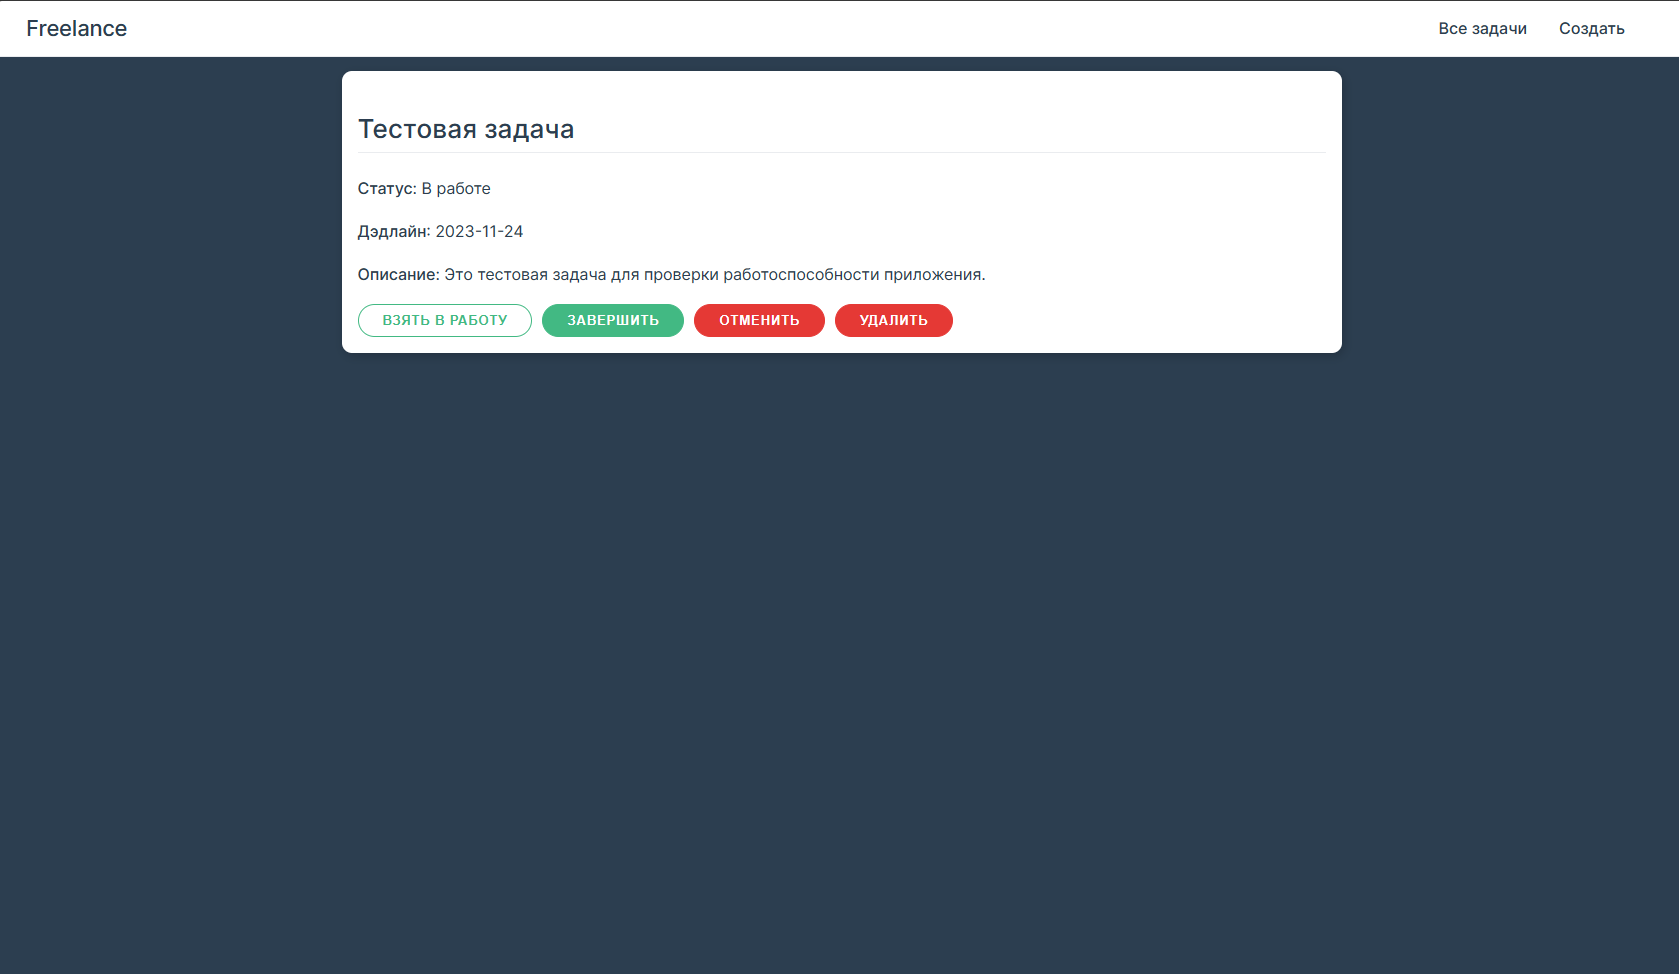 Freelance Все задачи Создать
Тестовая задача
Статус: В работе
Дэдлайн: 2023-11-24
Описание: Это тестовая задача для проверки работоспособности приложения.
ВЗЯТЬ В РАБОТУ ЗАВЕРШИТЬ ОТМЕНИТЬ УДАЛИТЬ